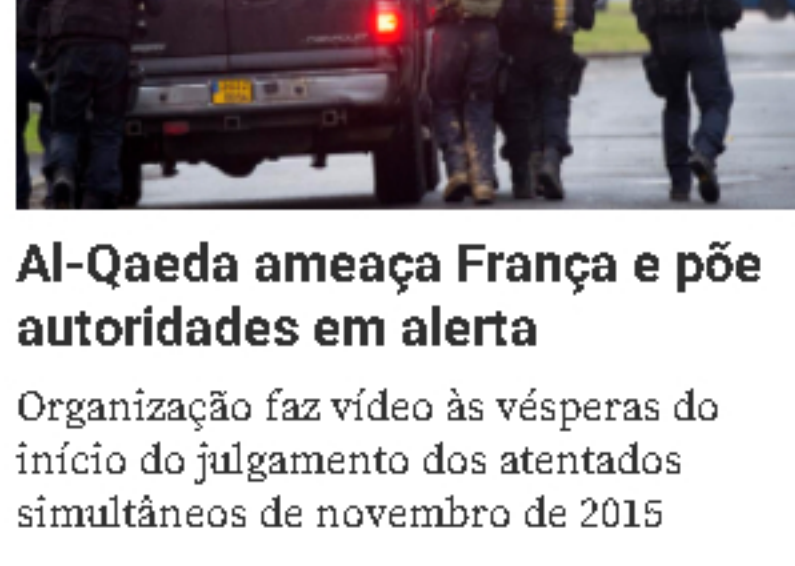 Al-Qaeda ameaça França e põe
autoridades em alerta
Organização faz vídeo às vésperas do
início do julgamento dos atentados
simultâneos de novembro de 2015